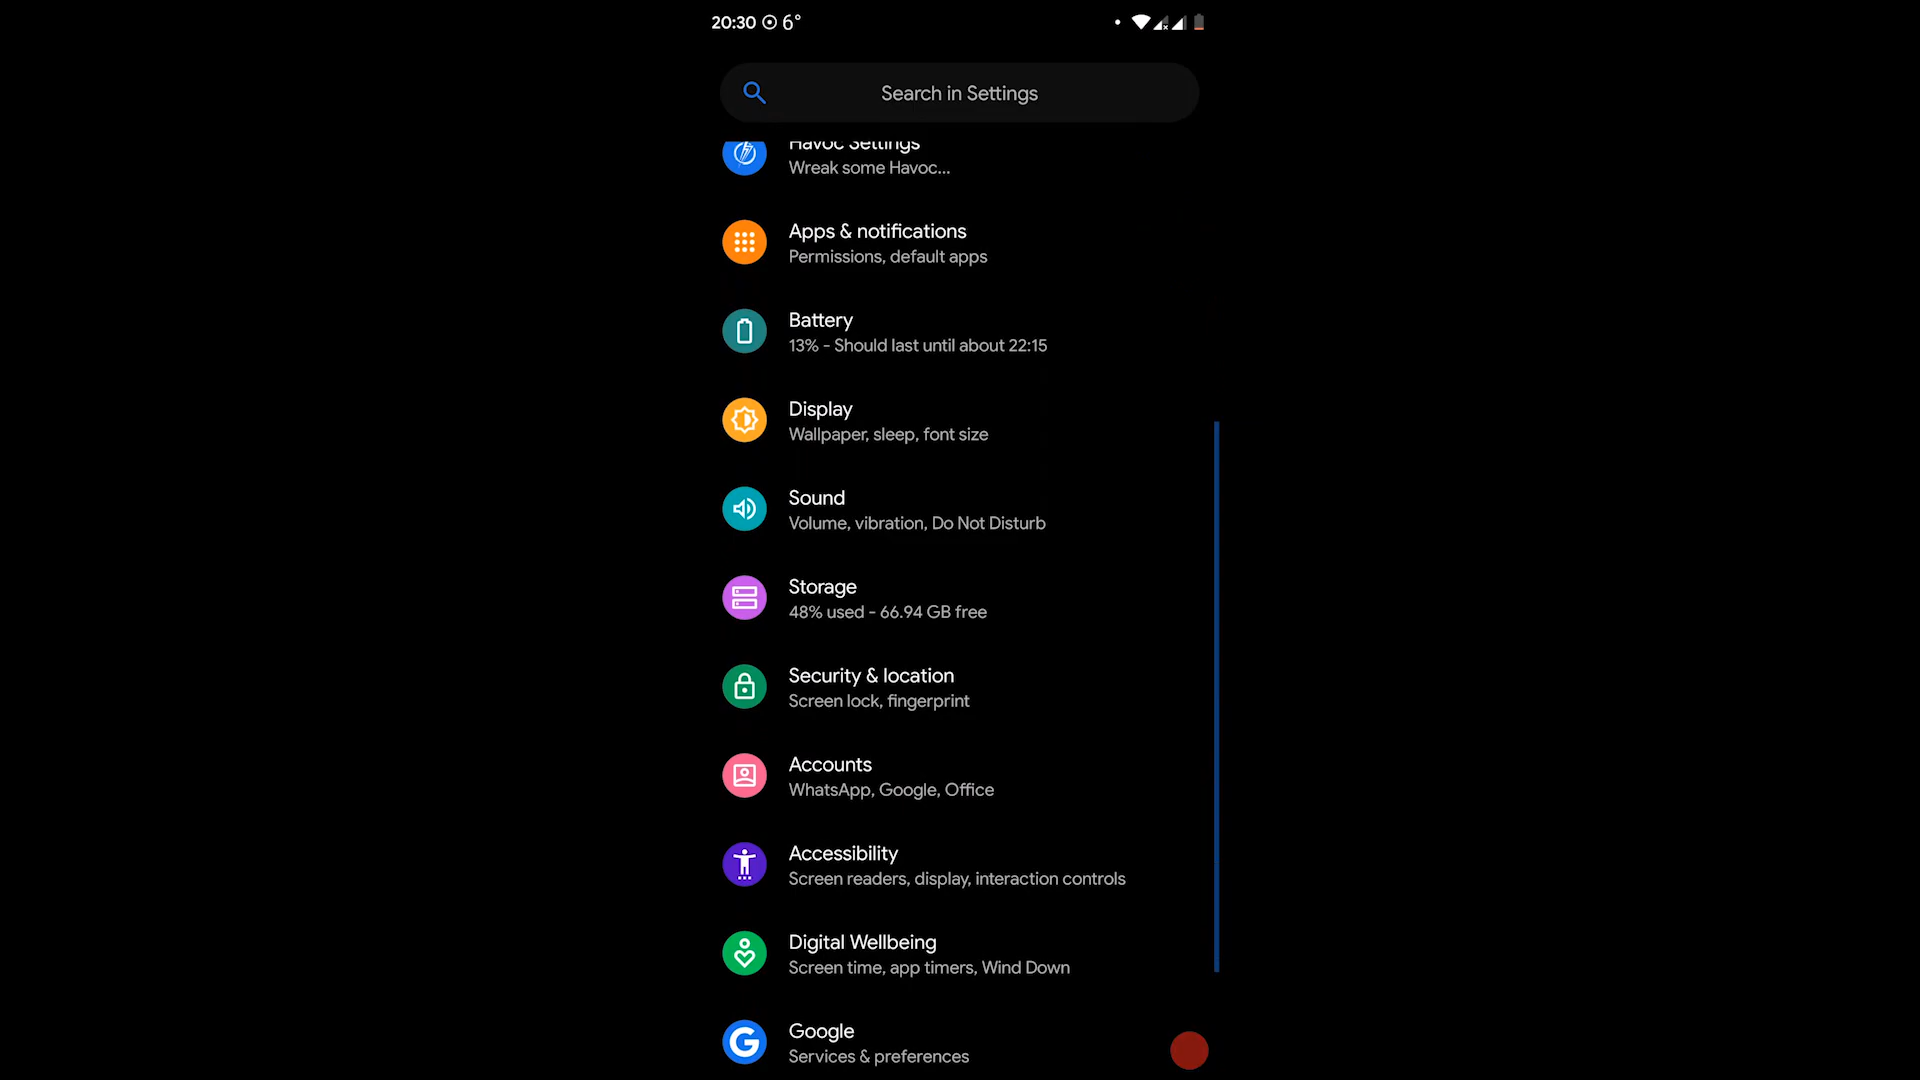 20:30 6°
Search in Settings
Havoc Settings
Wreak some Havoc...
Apps & notifications
Permissions, default apps
Battery
13% - Should last until about 22:15
Display
Wallpaper, sleep, font size
Sound
Volume, vibration, Do Not Disturb
Storage
48% used - 66.94 GB free
Security & location
Screen lock, fingerprint
Accounts
WhatsApp, Google, Office
Accessibility
Screen readers, display, interaction controls
Digital Wellbeing
Screen time, app timers, Wind Down
Google
Services & preferences